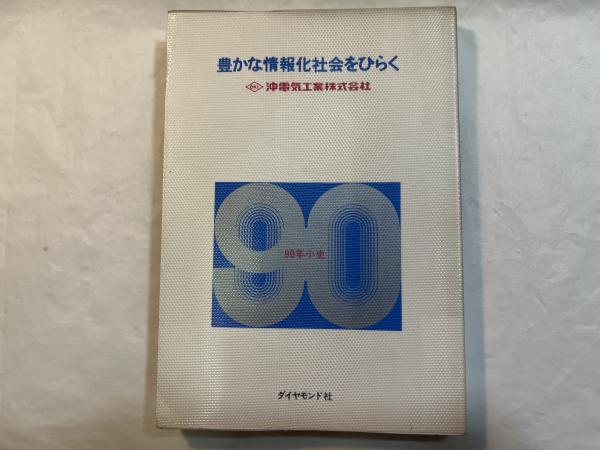 豊かな情報化社会をひらく
OKI 沖電気工業株式会社
90
90年小史
ダイヤモンド社